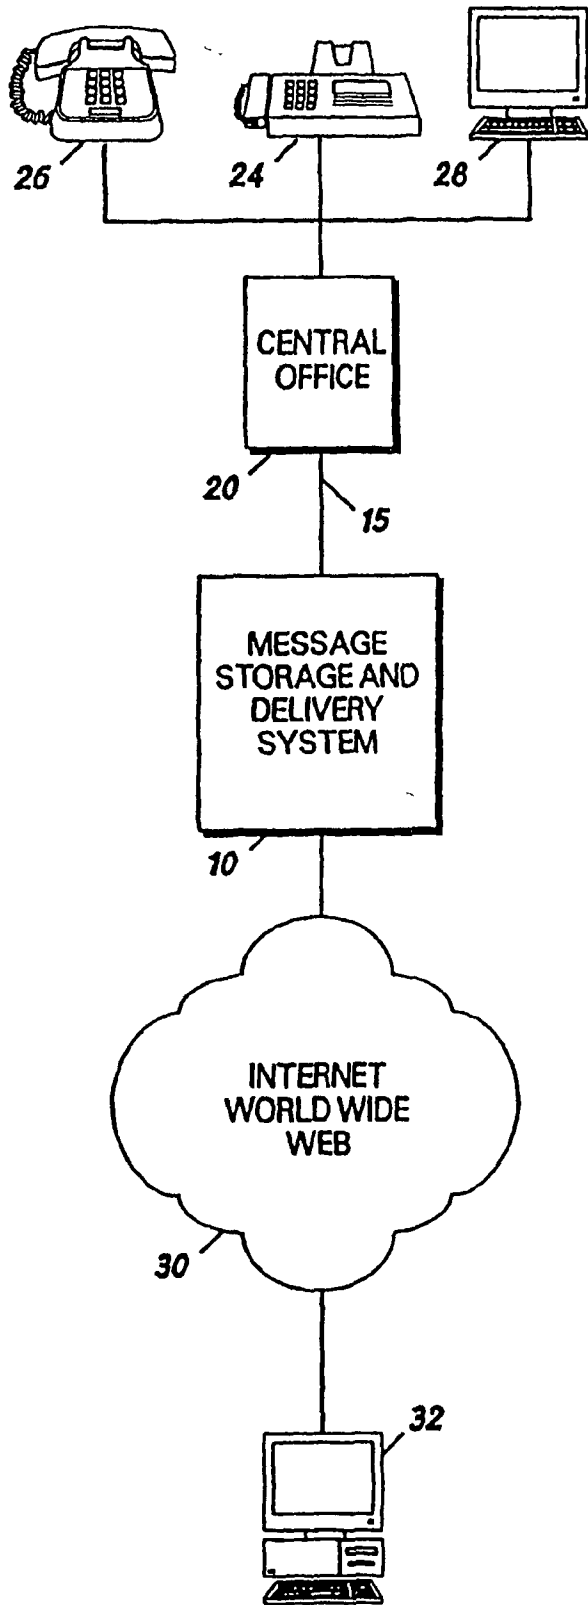 26
24
28
CENTRAL
OFFICE
20
15
MESSAGE
STORAGE AND
DELIVERY
SYSTEM
10
INTERNET
WORLD WIDE
WEB
30
32